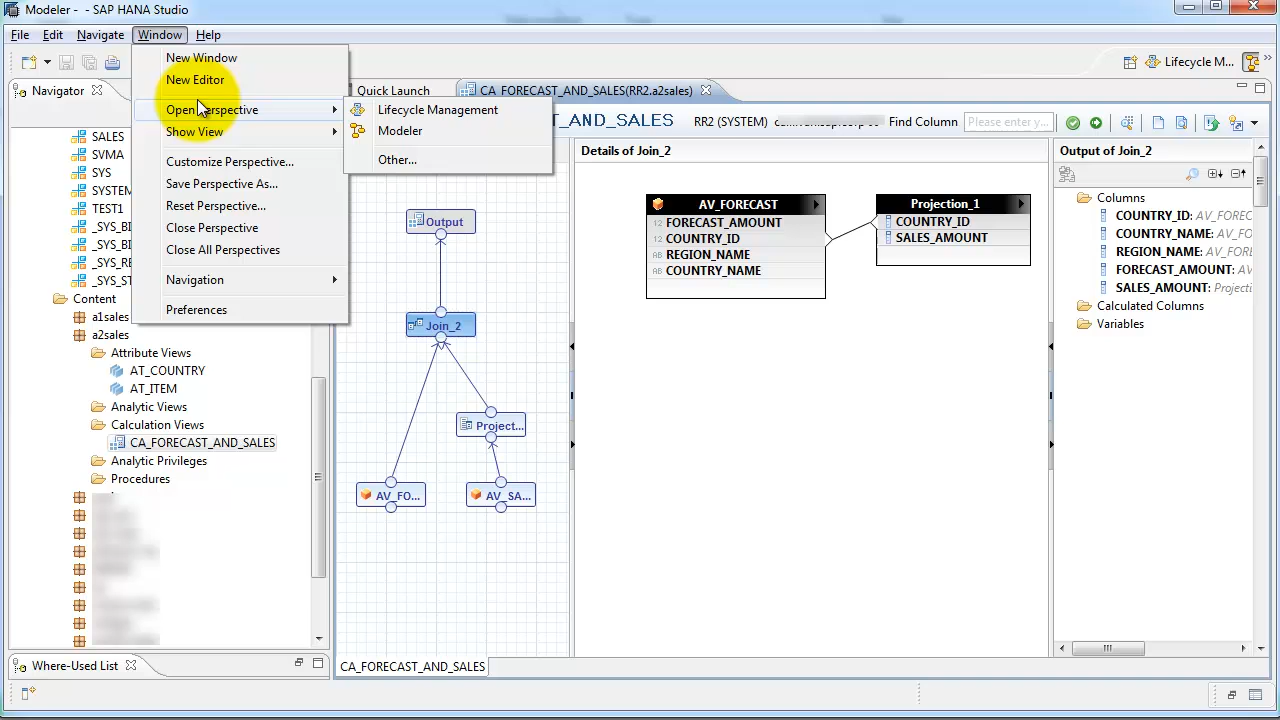 Modeler - - SAP HANA Studio
File Edit Navigate Window Help
Lifecycle M...
Navigator
SALES
SVMA
SYS
SYSTEM
TEST1
_SYS_BI
_SYS_BI
_SYS_RE
_SYS_ST
Content
a1sales
a2sales
Attribute Views
AT_COUNTRY
AT_ITEM
Analytic Views
Calculation Views
CA_FORECAST_AND_SALES
Analytic Privileges
Procedures
Where-Used List
New Window
New Editor
Open Perspective
Show View
Customize Perspective...
Save Perspective As...
Reset Perspective...
Close Perspective
Close All Perspectives
Navigation
Preferences
Lifecycle Management
Modeler
Other...
Quick Launch
CA_FORECAST_AND_SALES(RR2.a2sales)
T_AND_SALES RR2 (SYSTEM) Find Column Please enter y...
Output
Join_2
Project...
AV_FO...
AV_SA...
CA_FORECAST_AND_SALES
Details of Join_2
AV_FORECAST
12 FORECAST_AMOUNT
12 COUNTRY_ID
AB REGION_NAME
AB COUNTRY_NAME
Projection_1
COUNTRY_ID
SALES_AMOUNT
Output of Join_2
Columns
COUNTRY_ID: AV_FOREC
COUNTRY_NAME: AV_FO
REGION_NAME: AV_FOREC
FORECAST_AMOUNT: AV
SALES_AMOUNT: Projecti
Calculated Columns
Variables